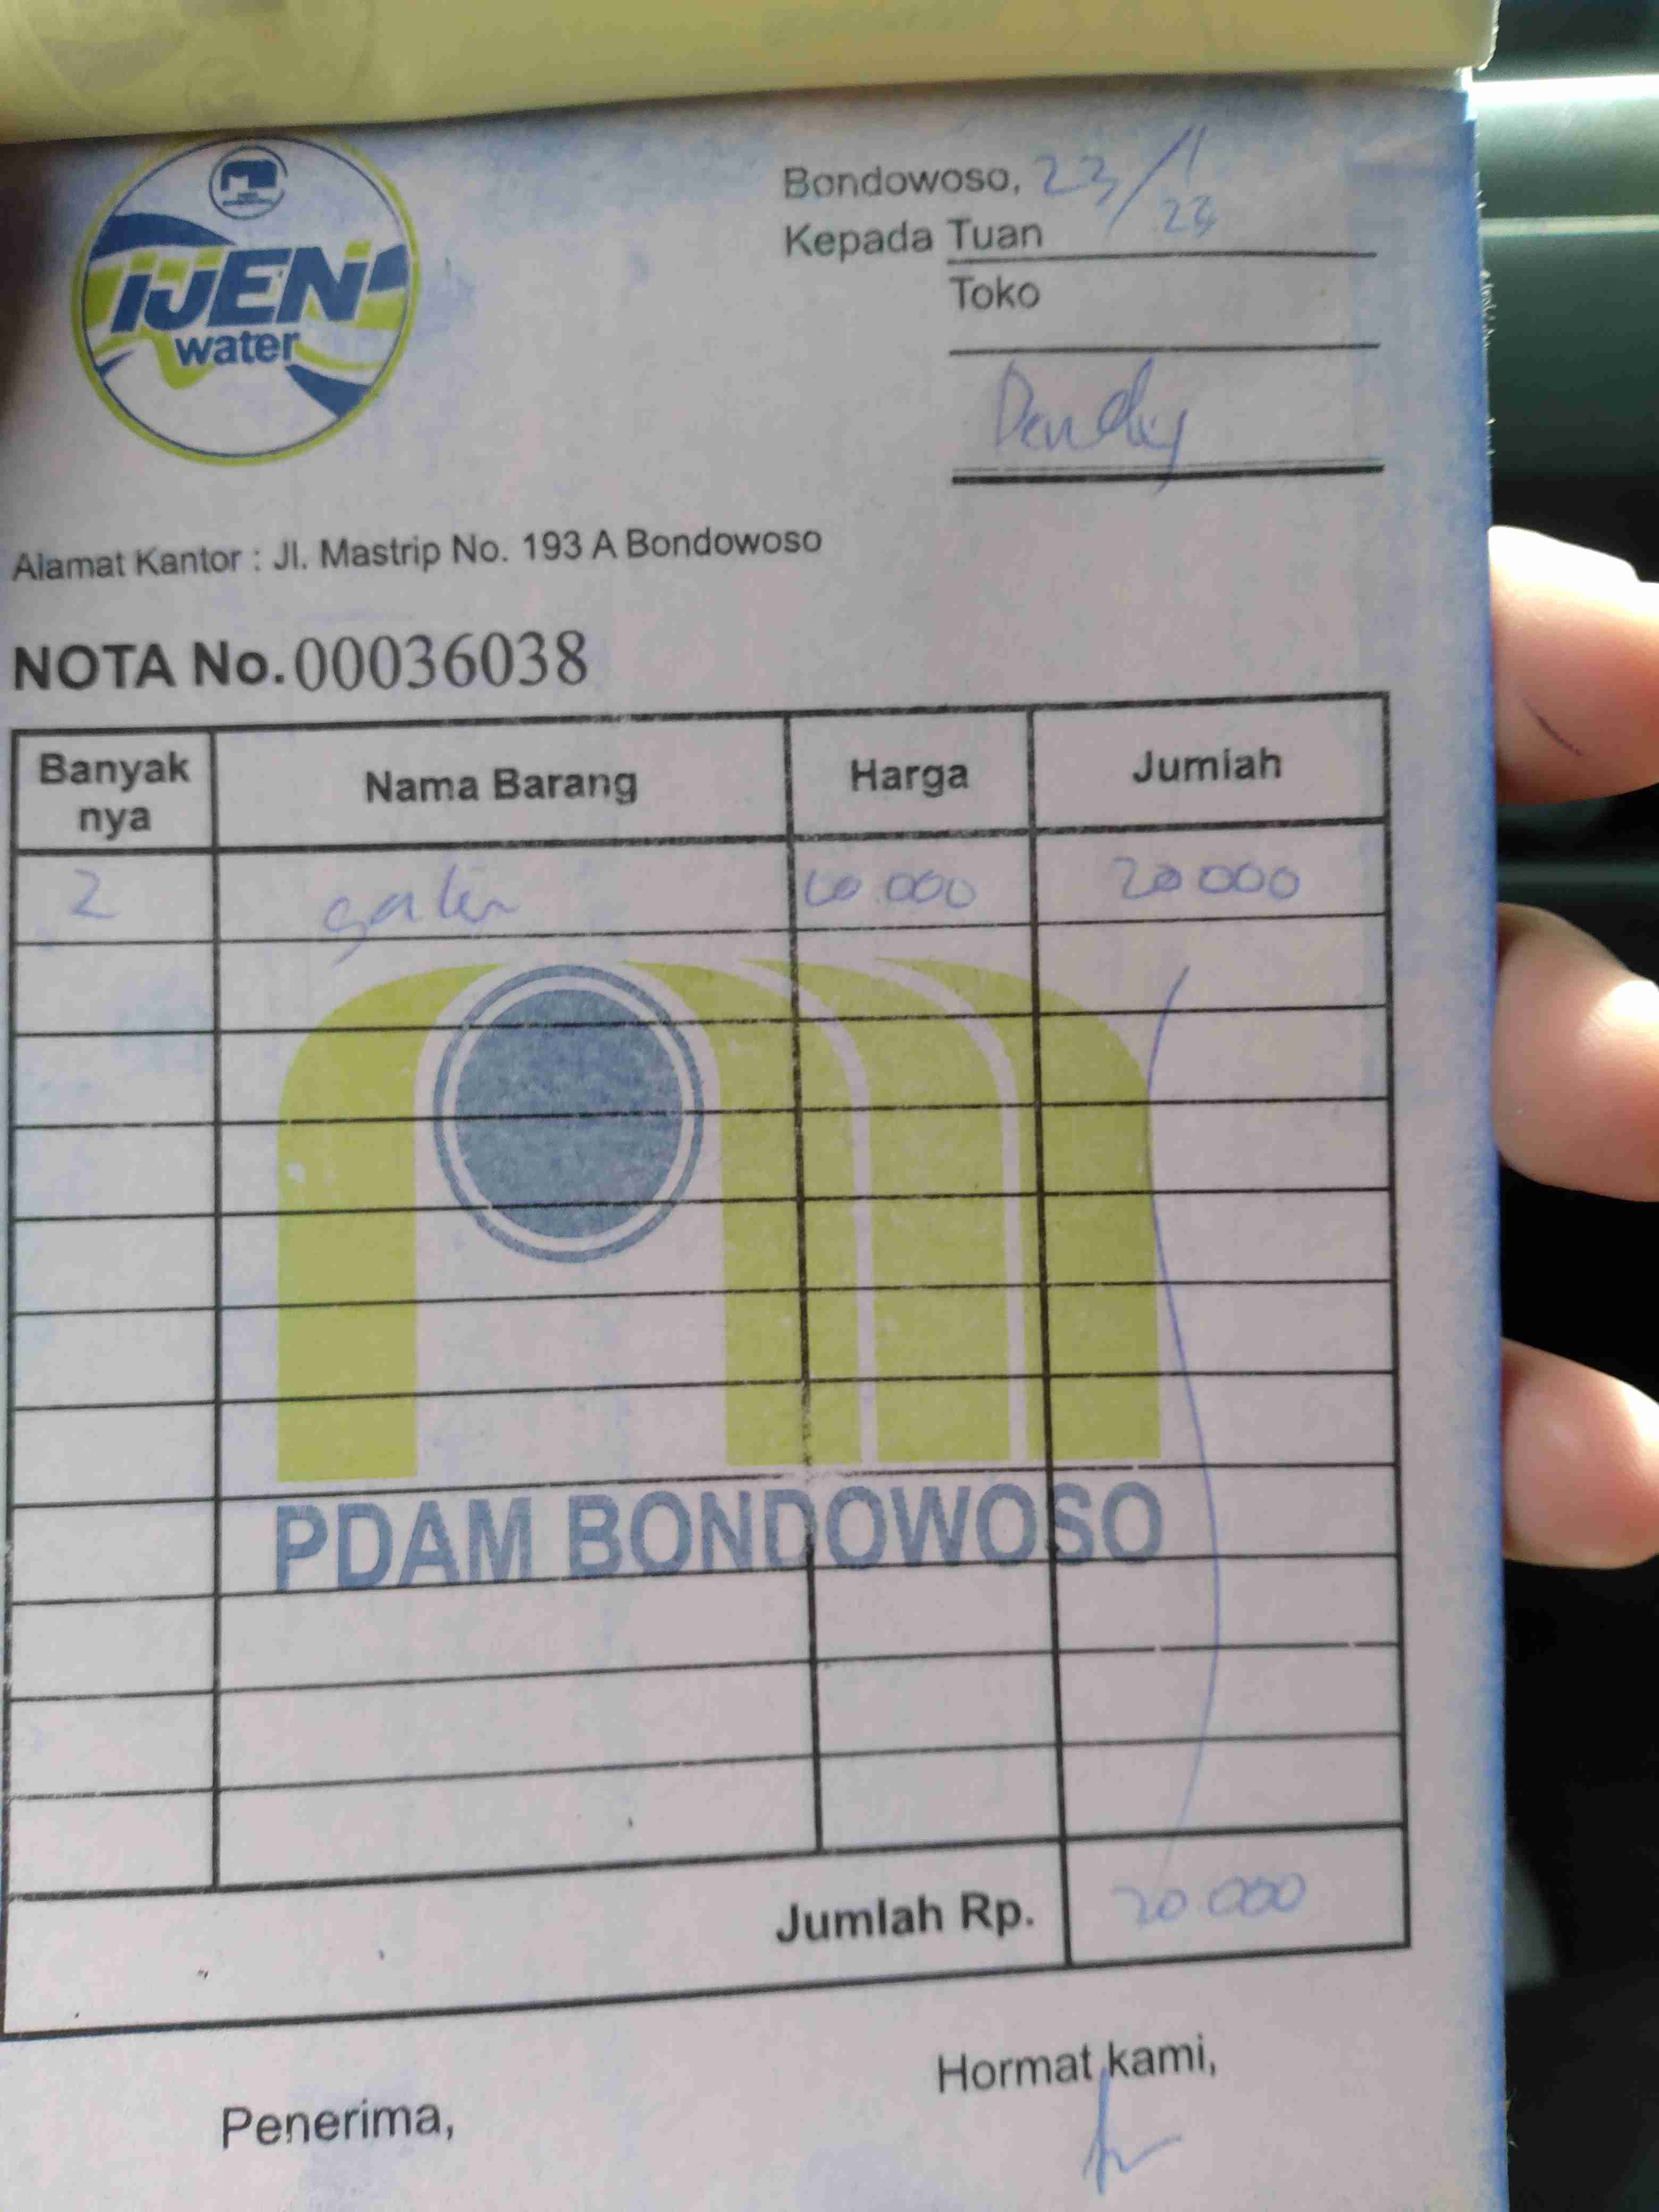 iJEN
water
Bondowoso, 23/1
Kepada Tuan
Toko
Dendy
Alamat Kantor : Jl. Mastrip No. 193 A Bondowoso
NOTA No. 00036038
Banyak nya Nama Barang Harga Jumlah
2 galon 10.000 20 000
PDAM BONDOWOSO
Jumlah Rp. 20 000
Hormat kami,
Penerima,